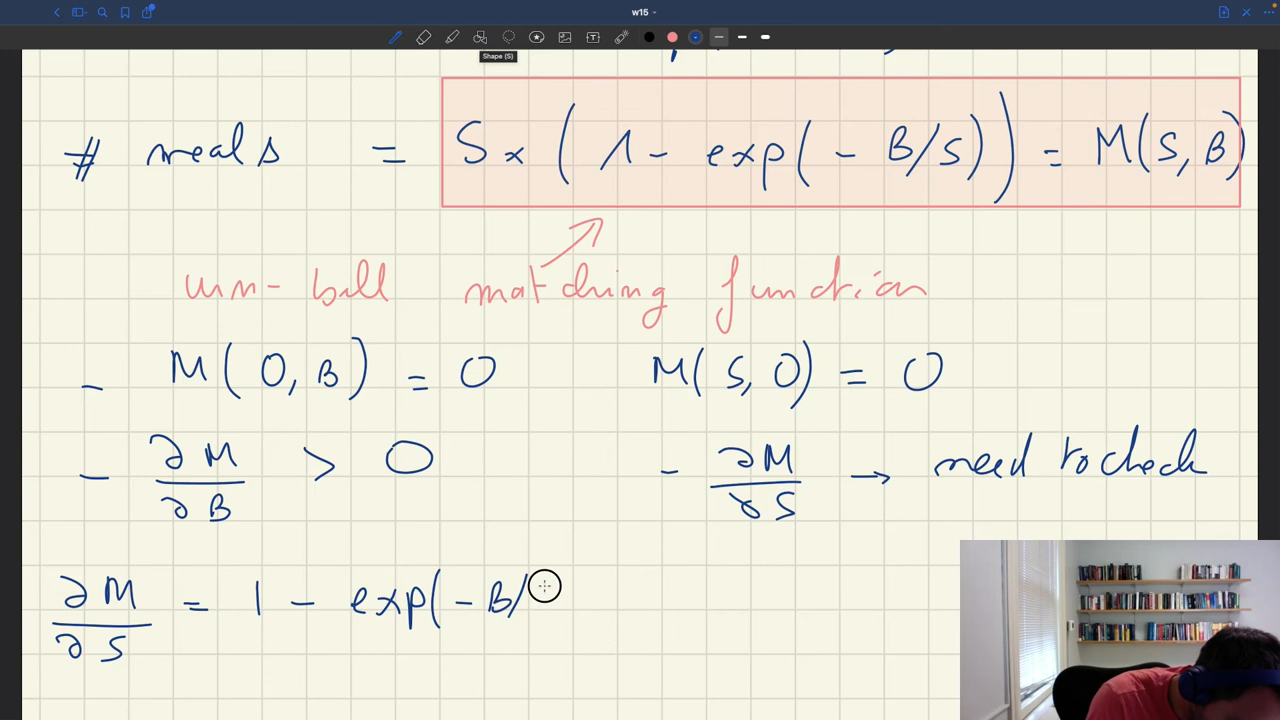 w15
Shape (S)
# meals = S × (1 - exp(- B/S)) = M(S, B)
urn-ball matching function
- M(0, B) = 0 M(S, 0) = 0
- ∂M/∂B > 0 - ∂M/∂S → need to check
∂M/∂S = 1 - exp(- B/